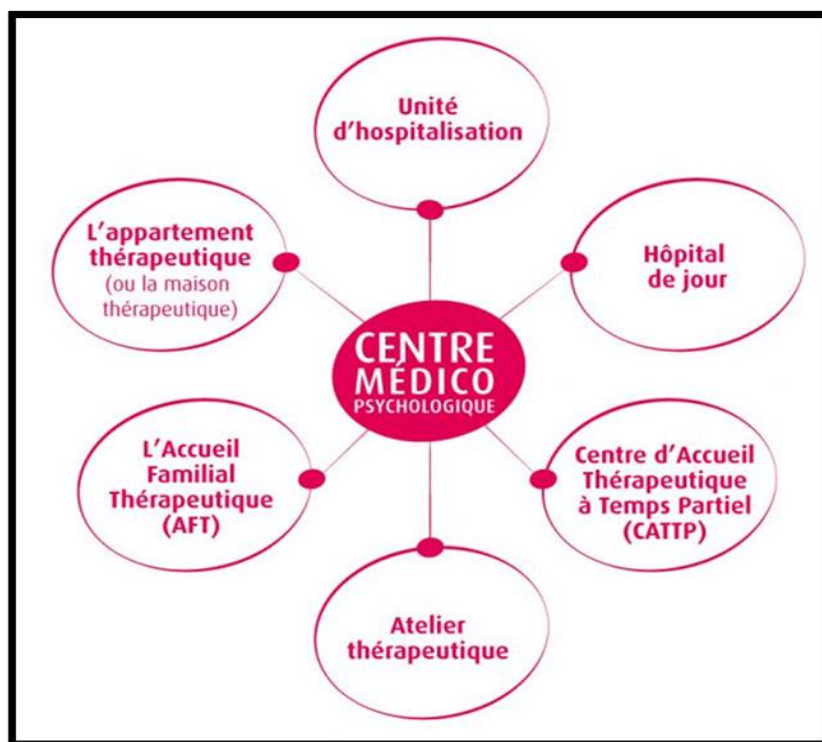 Unité
d'hospitalisation
L'appartement
thérapeutique
(ou la maison
thérapeutique)
Hôpital
de jour
CENTRE
MÉDICO
PSYCHOLOGIQUE
L'Accueil
Familial
Thérapeutique
(AFT)
Centre d'Accueil
Thérapeutique
à Temps Partiel
(CATTP)
Atelier
thérapeutique